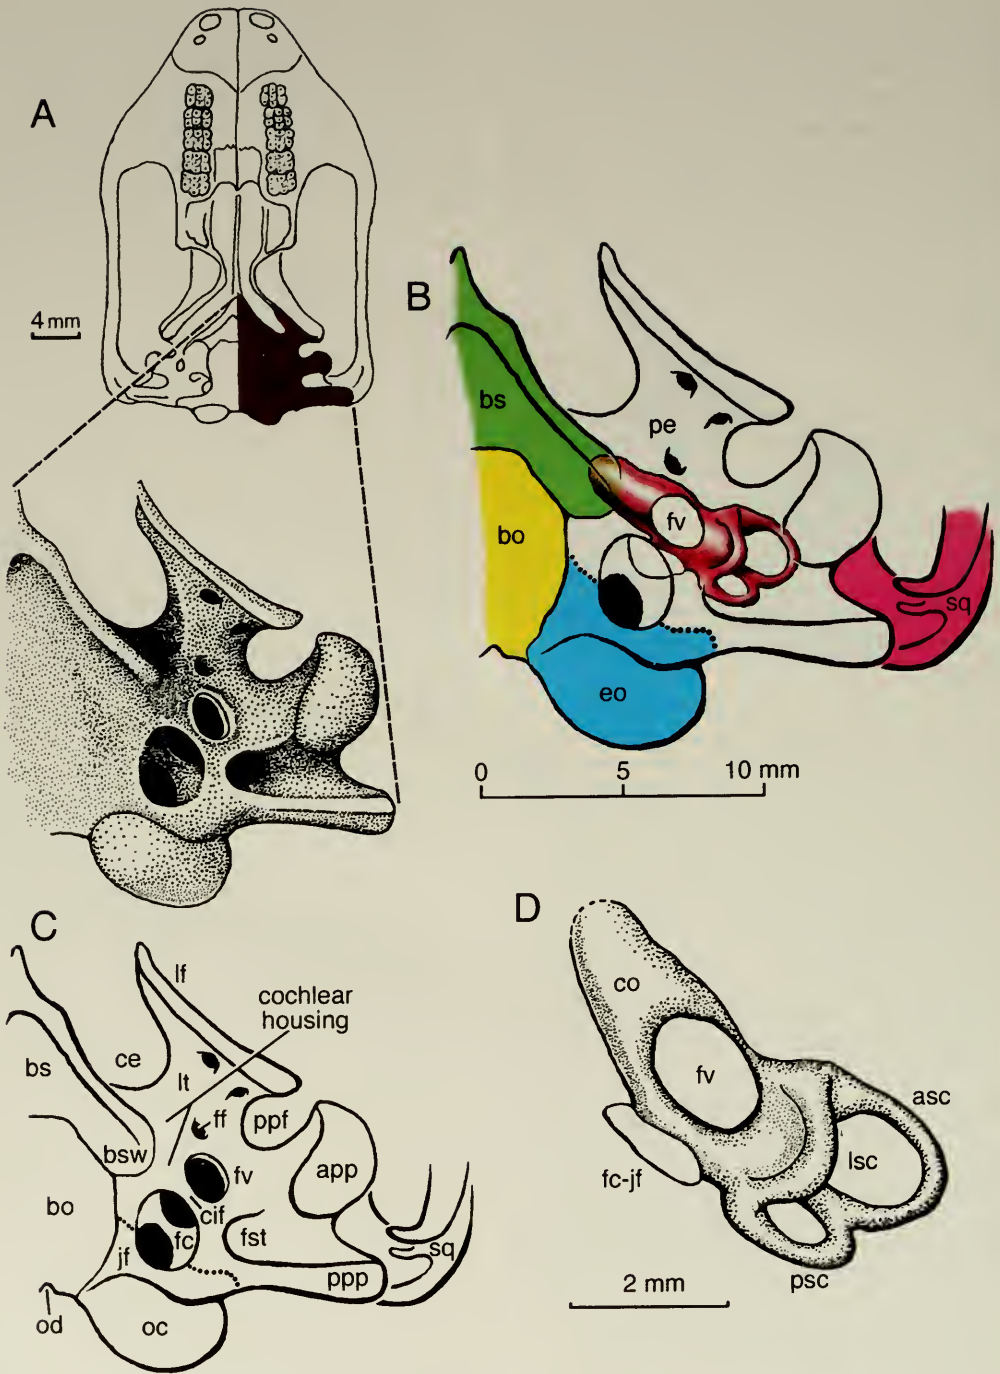 A
4 mm
B
bs
pe
fv
bo
sq
eo
0 5 10 mm
C
lf
cochlear
housing
ce
bs
lt
ff
ppf
bsw
fv
app
bo
cif
fc
fst
sq
jf
ppp
od
oc
D
co
fv
asc
lsc
fc-jf
psc
2 mm